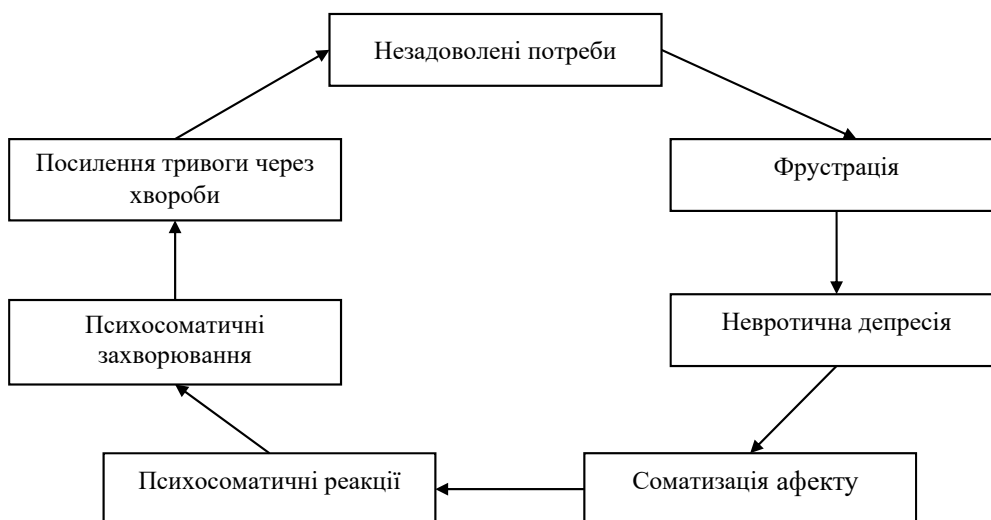 Незадоволені потреби
Фрустрація
Невротична депресія
Соматизація афекту
Психосоматичні реакції
Психосоматичні
захворювання
Посилення тривоги через
хвороби